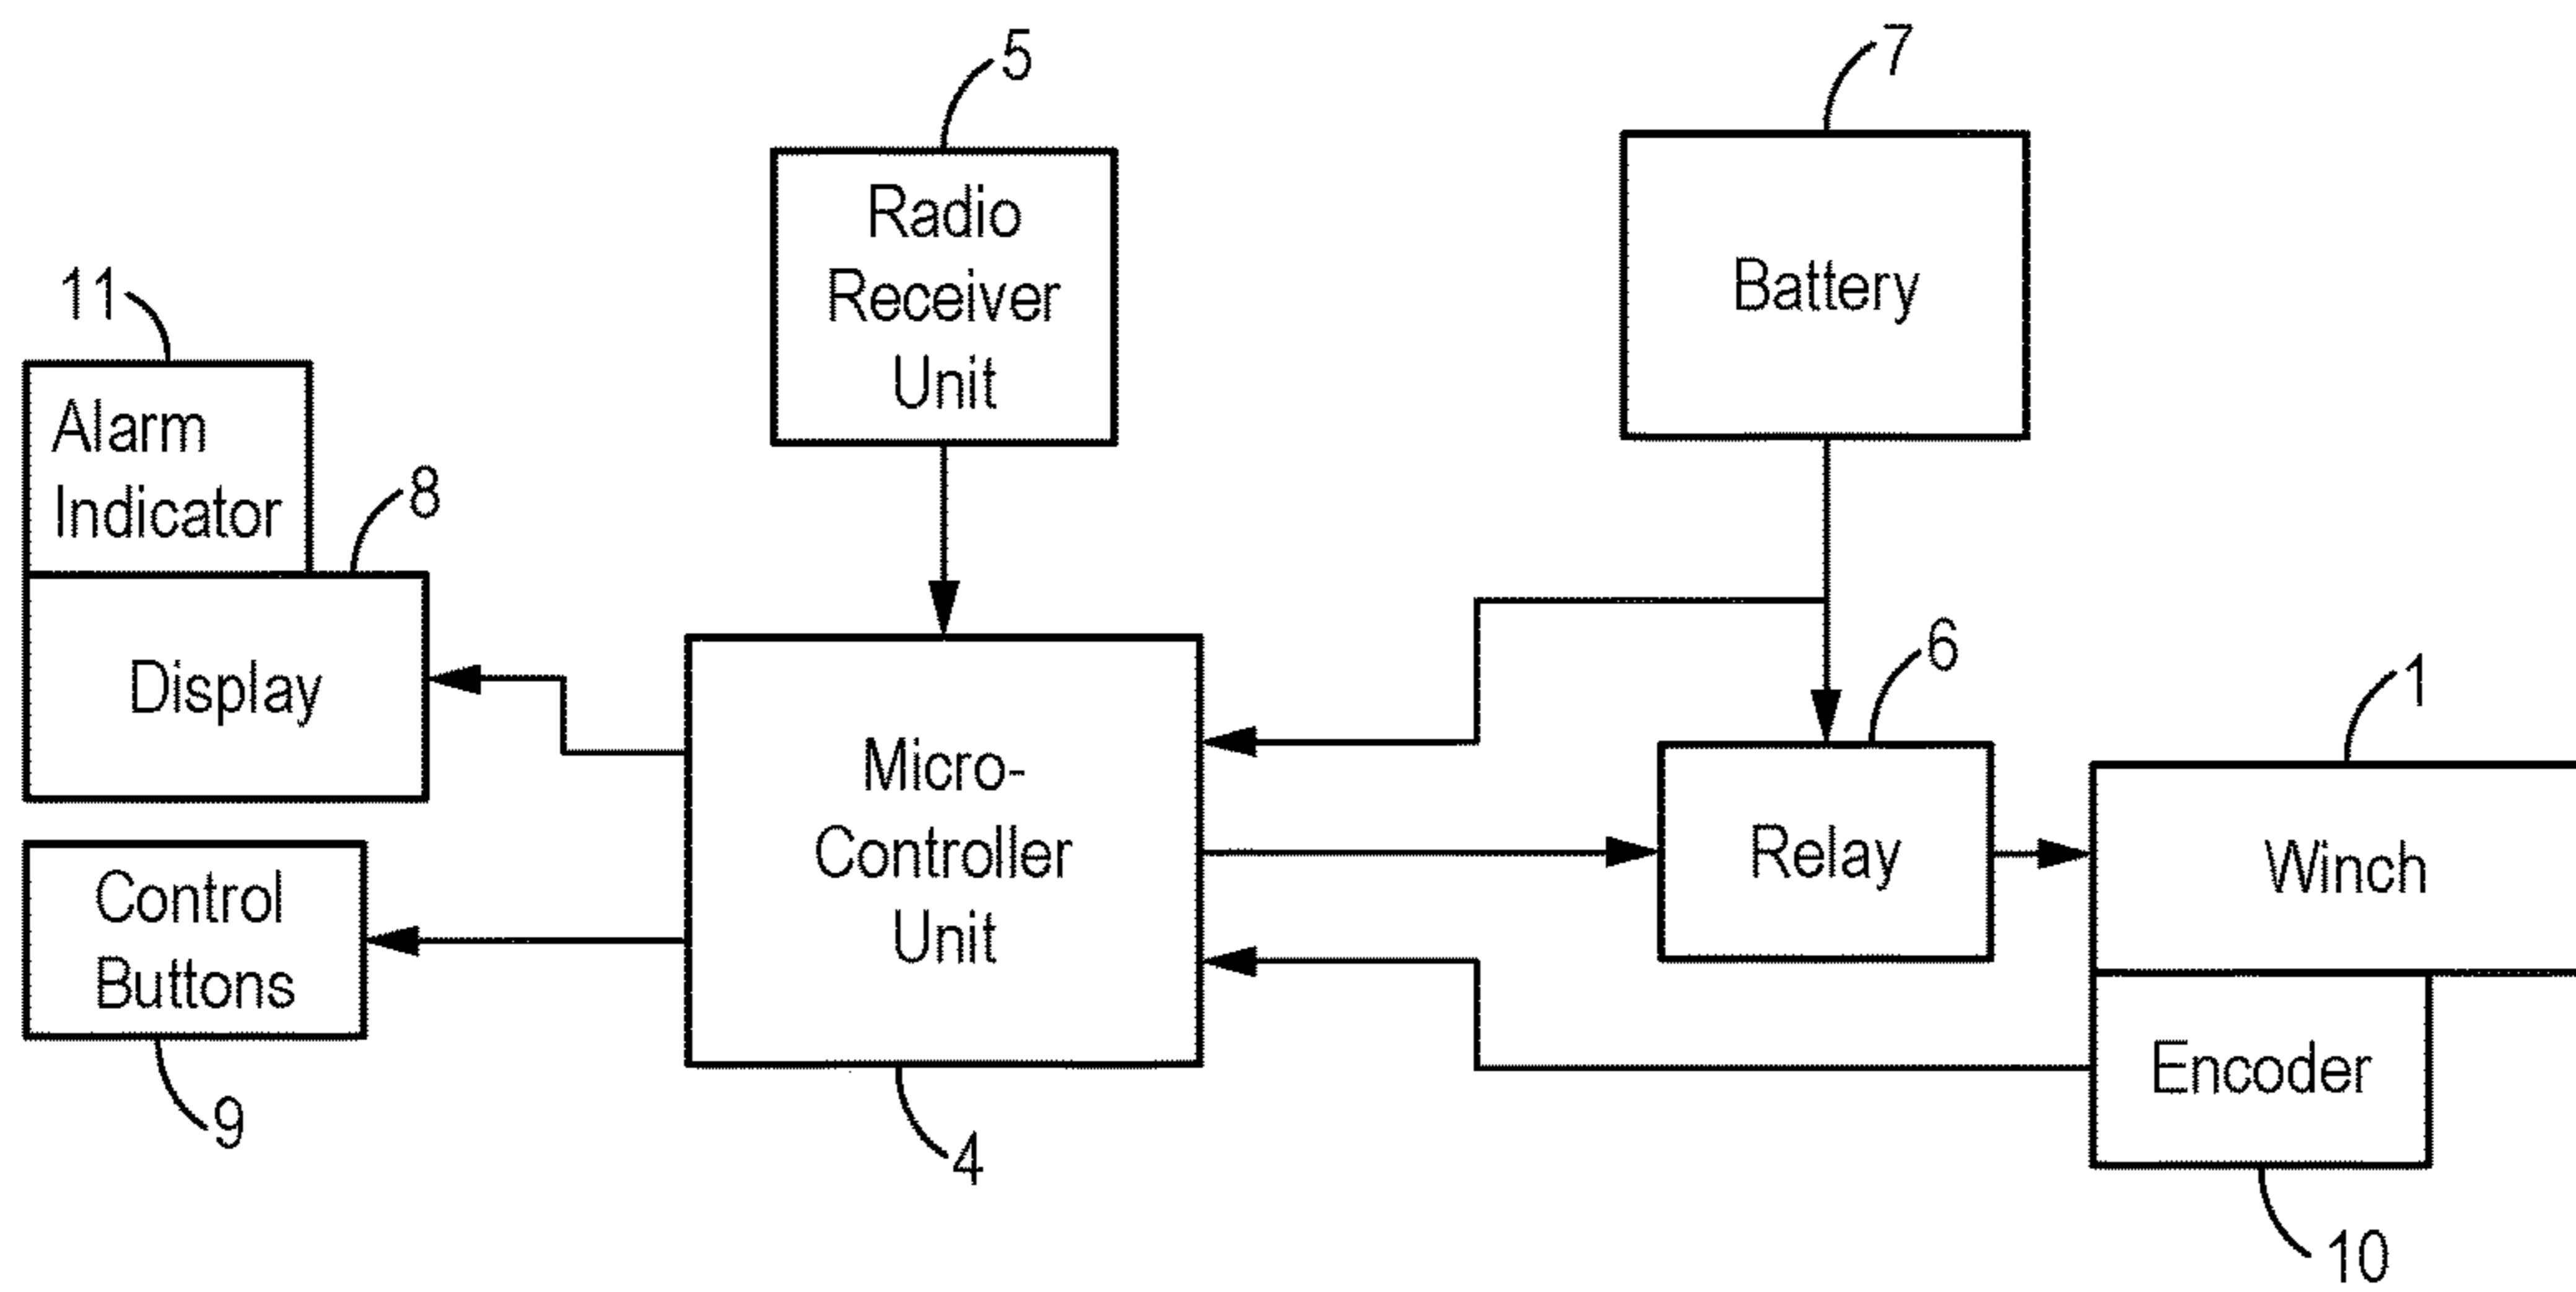 5
7
Radio
Receiver
Unit
Battery
11
Alarm
Indicator
8
Display
6
1
Micro-
Controller
Unit
Relay
Winch
Control
Buttons
Encoder
9
4
10